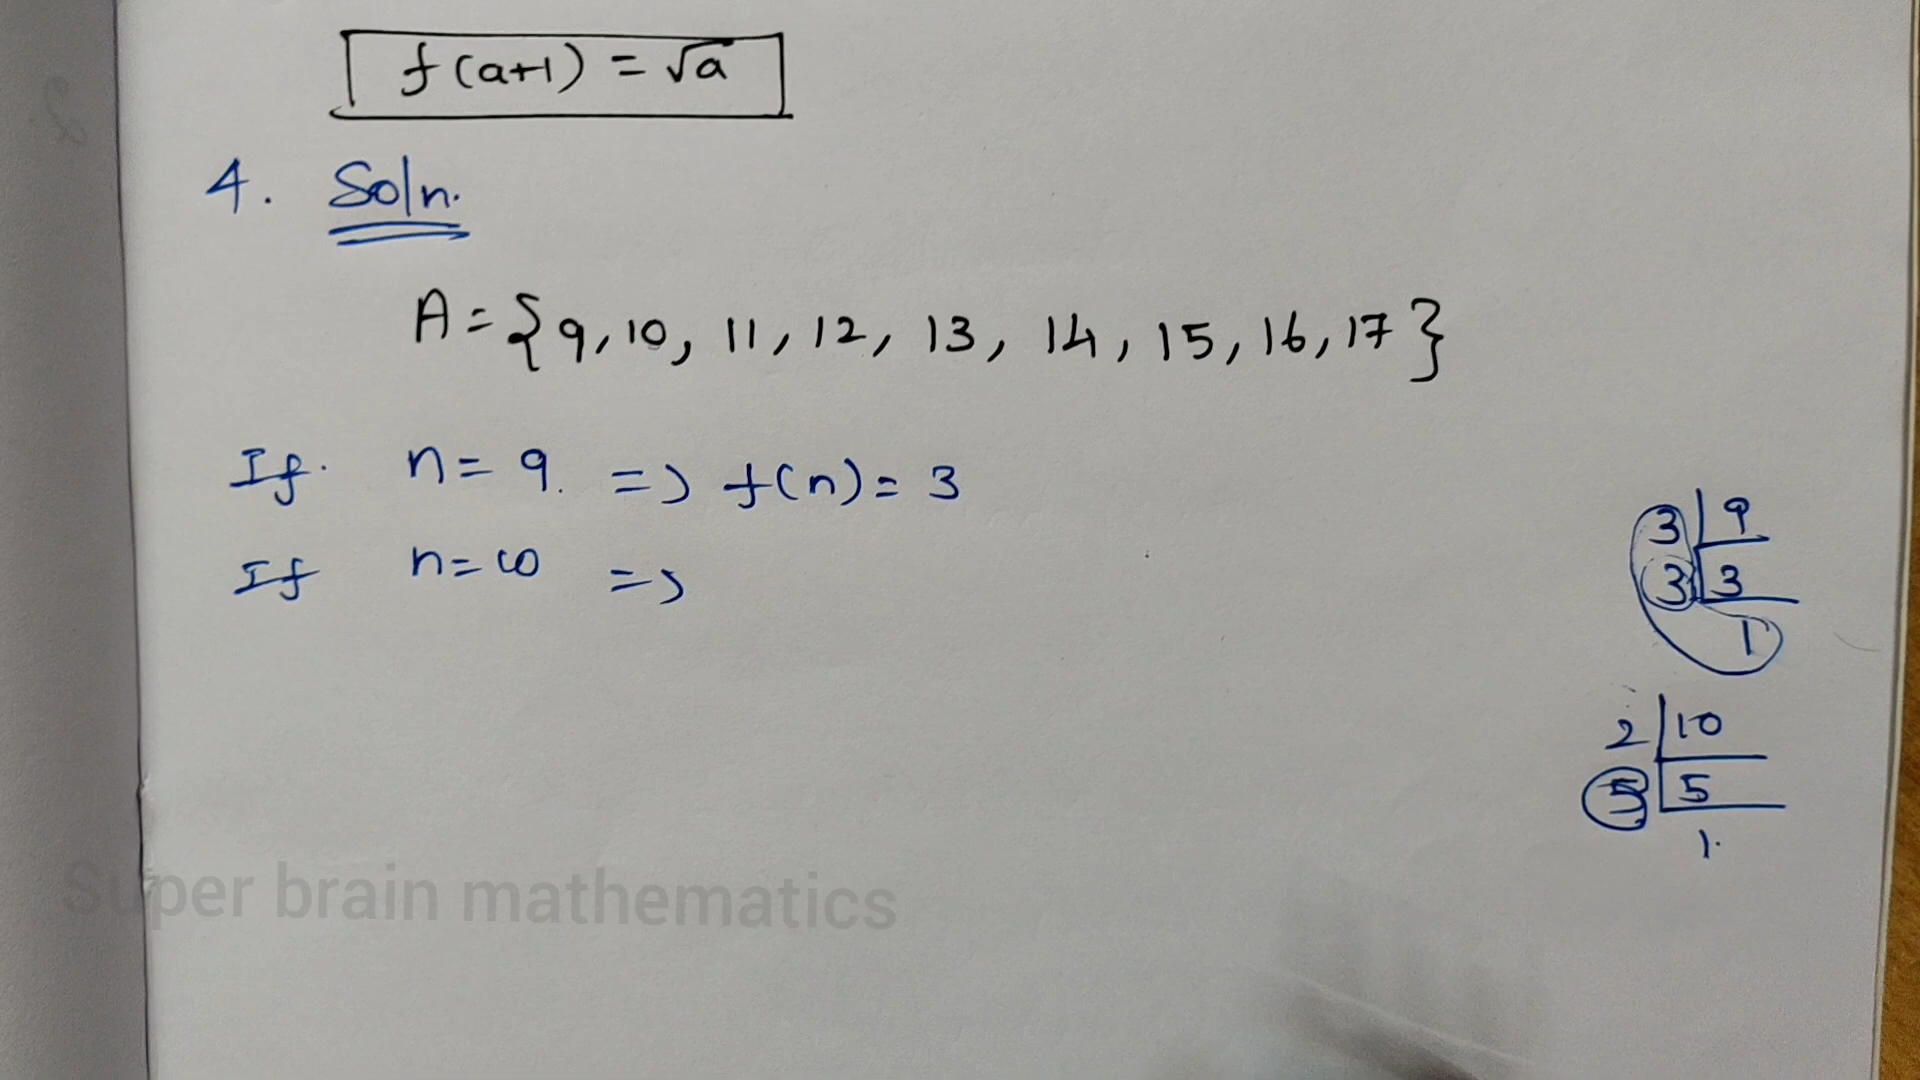 f(a+1) = √a
4. Soln.
A = {9, 10, 11, 12, 13, 14, 15, 16, 17}
If. n = 9. => f(n) = 3
If n = 10 =>
3 | 9
3 | 3
1
2 | 10
5 | 5
1.
Super brain mathematics